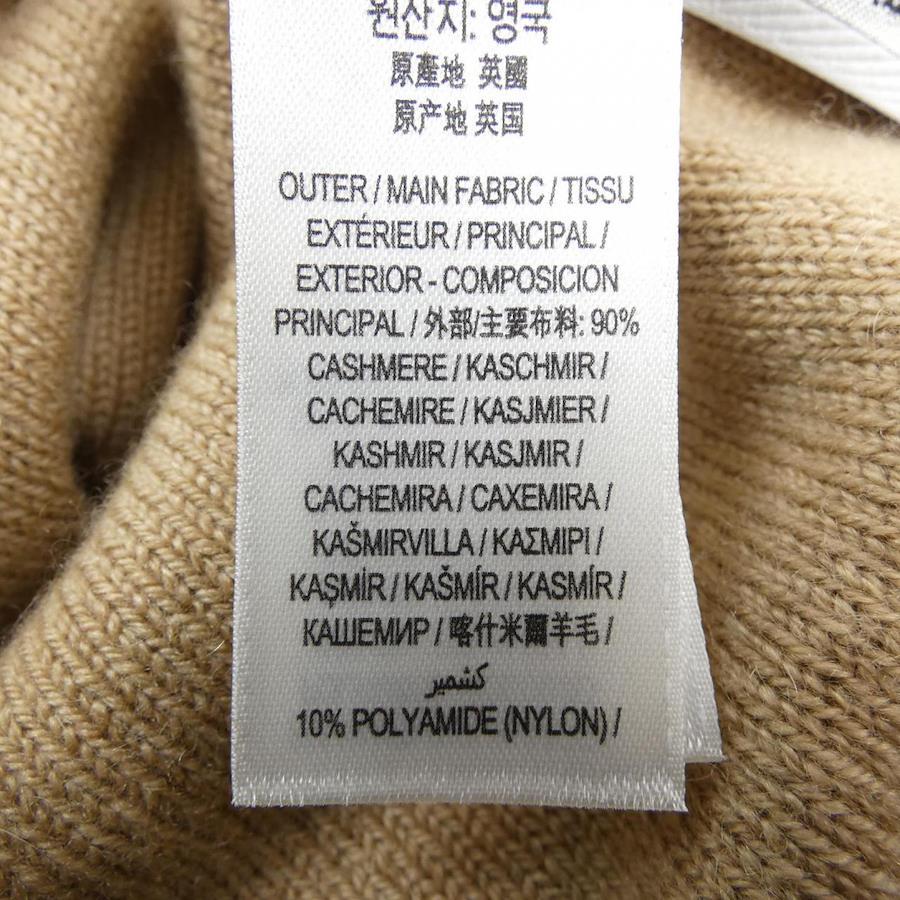 원산지: 영국
原產地 英國
原产地 英国
OUTER / MAIN FABRIC / TISSU
EXTÉRIEUR / PRINCIPAL /
EXTERIOR - COMPOSICION
PRINCIPAL / 外部/主要布料: 90%
CASHMERE / KASCHMIR /
CACHEMIRE / KASJMIER /
KASHMIR / KASJMIR /
CACHEMIRA / CAXEMIRA /
KAŠMIRVILLA / ΚΑΣΜΙΡΙ /
KAŞMİR / KAŠMÍR / KASMÍR /
КАШЕМИР / 喀什米爾羊毛 /
كشمير
10% POLYAMIDE (NYLON) /